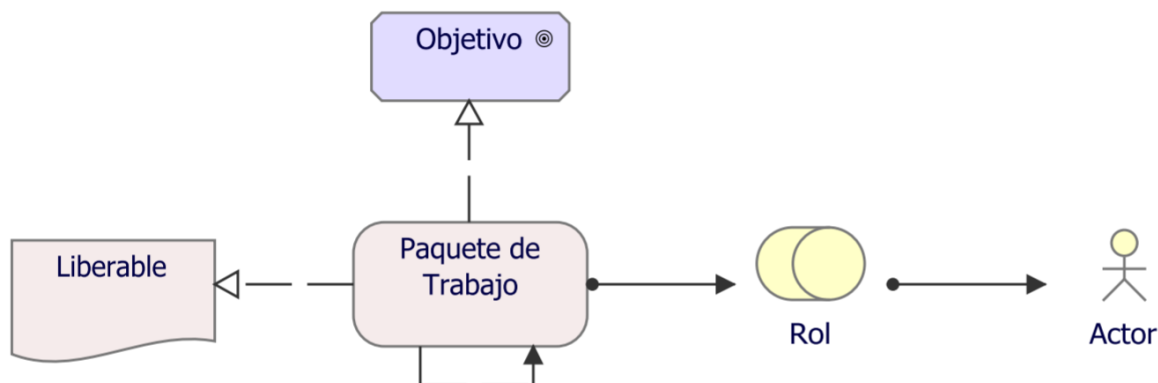 Objetivo
Liberable
Paquete de
Trabajo
Rol
Actor